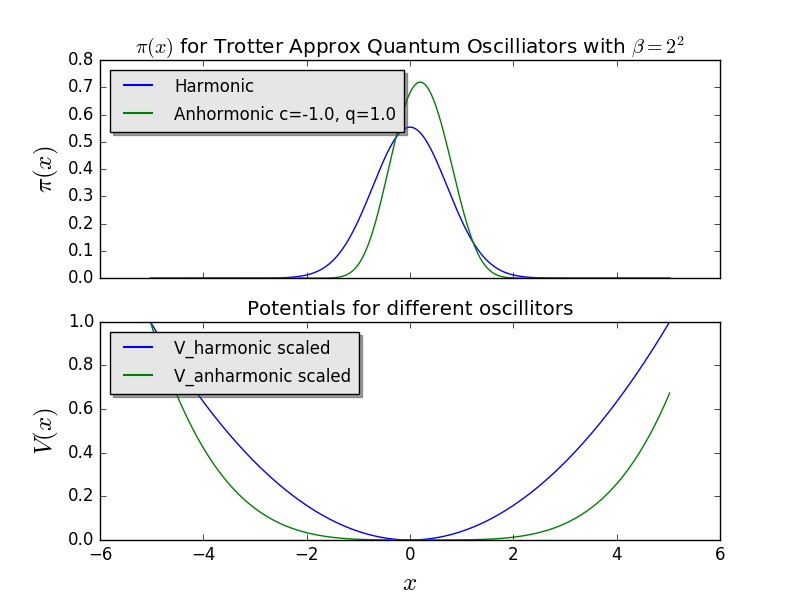 π(x) for Trotter Approx Quantum Oscilliators with β = 2²
0.8
0.7
0.6
0.5
0.4
0.3
0.2
0.1
0.0
π(x)
Harmonic
Anhormonic c=-1.0, q=1.0
−6
−4
−2
0
2
4
6
Potentials for different oscillitors
1.0
0.8
0.6
0.4
0.2
0.0
V(x)
V_harmonic scaled
V_anharmonic scaled
x